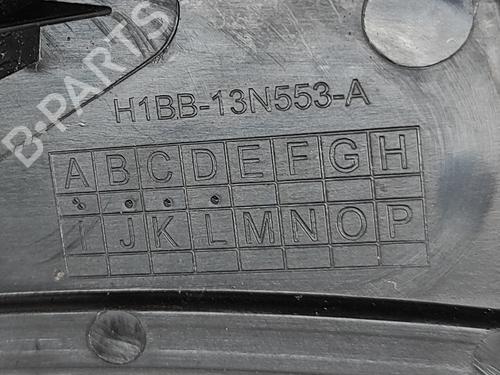 B-PARTS
H1BB-13N553-A
A B C D E F G H
I J K L M N O P